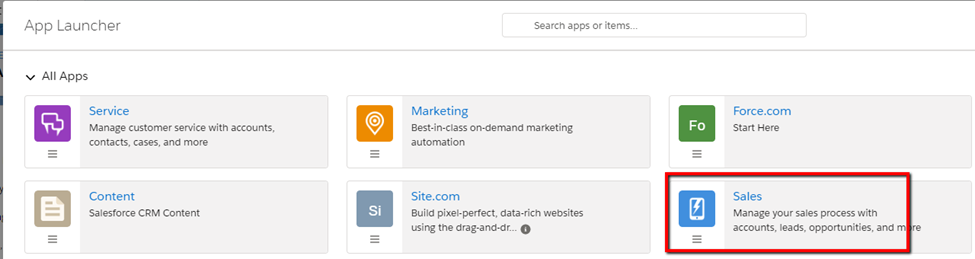 App Launcher
Search apps or items...
All Apps
Service
Manage customer service with accounts,
contacts, cases, and more
Marketing
Best-in-class on-demand marketing
automation
Fo
Force.com
Start Here
Content
Salesforce CRM Content
Si
Site.com
Build pixel-perfect, data-rich websites
using the drag-and-dr...
Sales
Manage your sales process with
accounts, leads, opportunities, and more